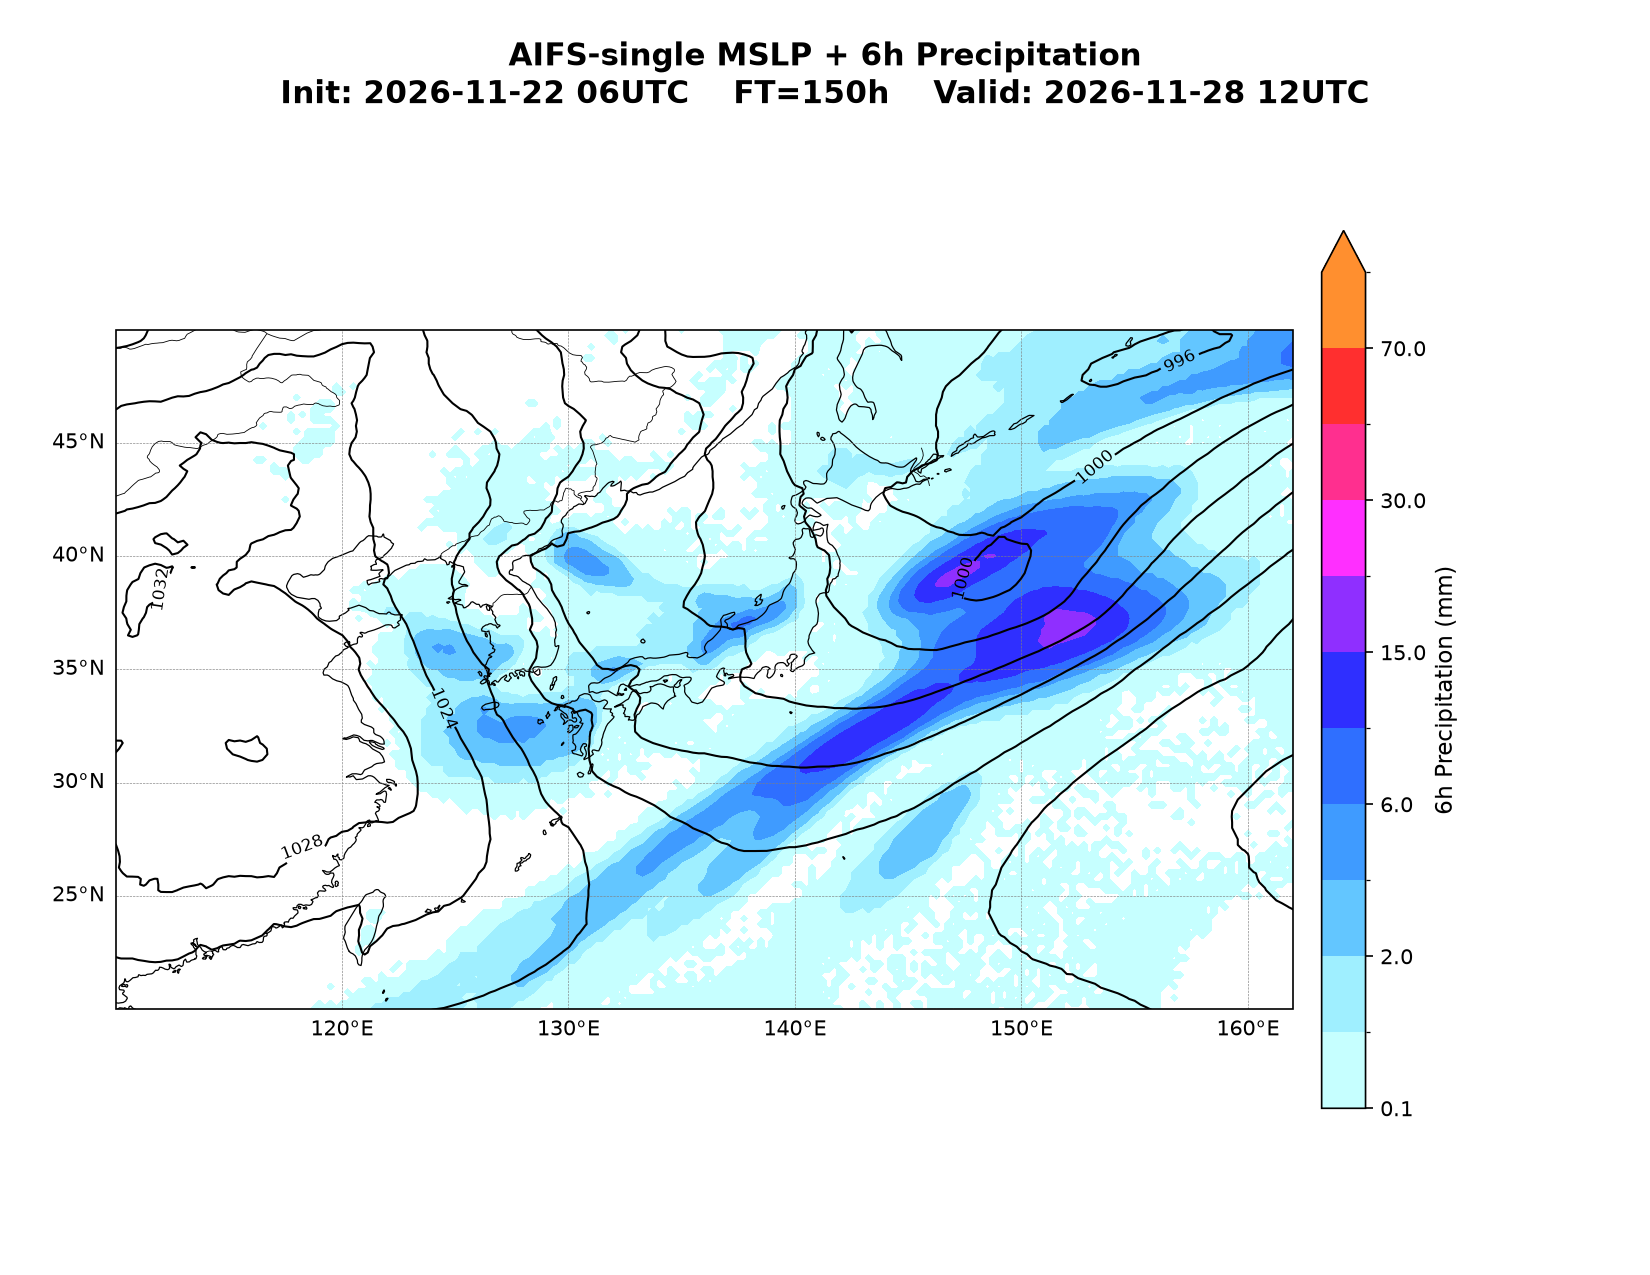 AIFS-single MSLP + 6h Precipitation
Init: 2026-11-22 06UTC    FT=150h    Valid: 2026-11-28 12UTC
996
1000
1000
1032
1024
1028
45°N
40°N
35°N
30°N
25°N
120°E
130°E
140°E
150°E
160°E
70.0
30.0
15.0
6.0
2.0
0.1
6h Precipitation (mm)